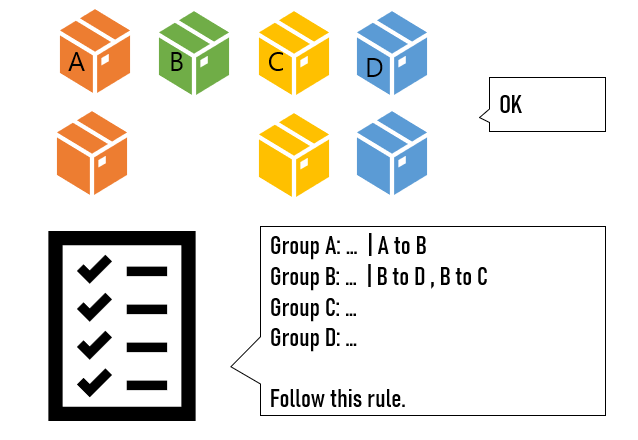 A
B
C
D
OK
Group A: ... | A to B
Group B: ... | B to D , B to C
Group C: ...
Group D: ...
Follow this rule.